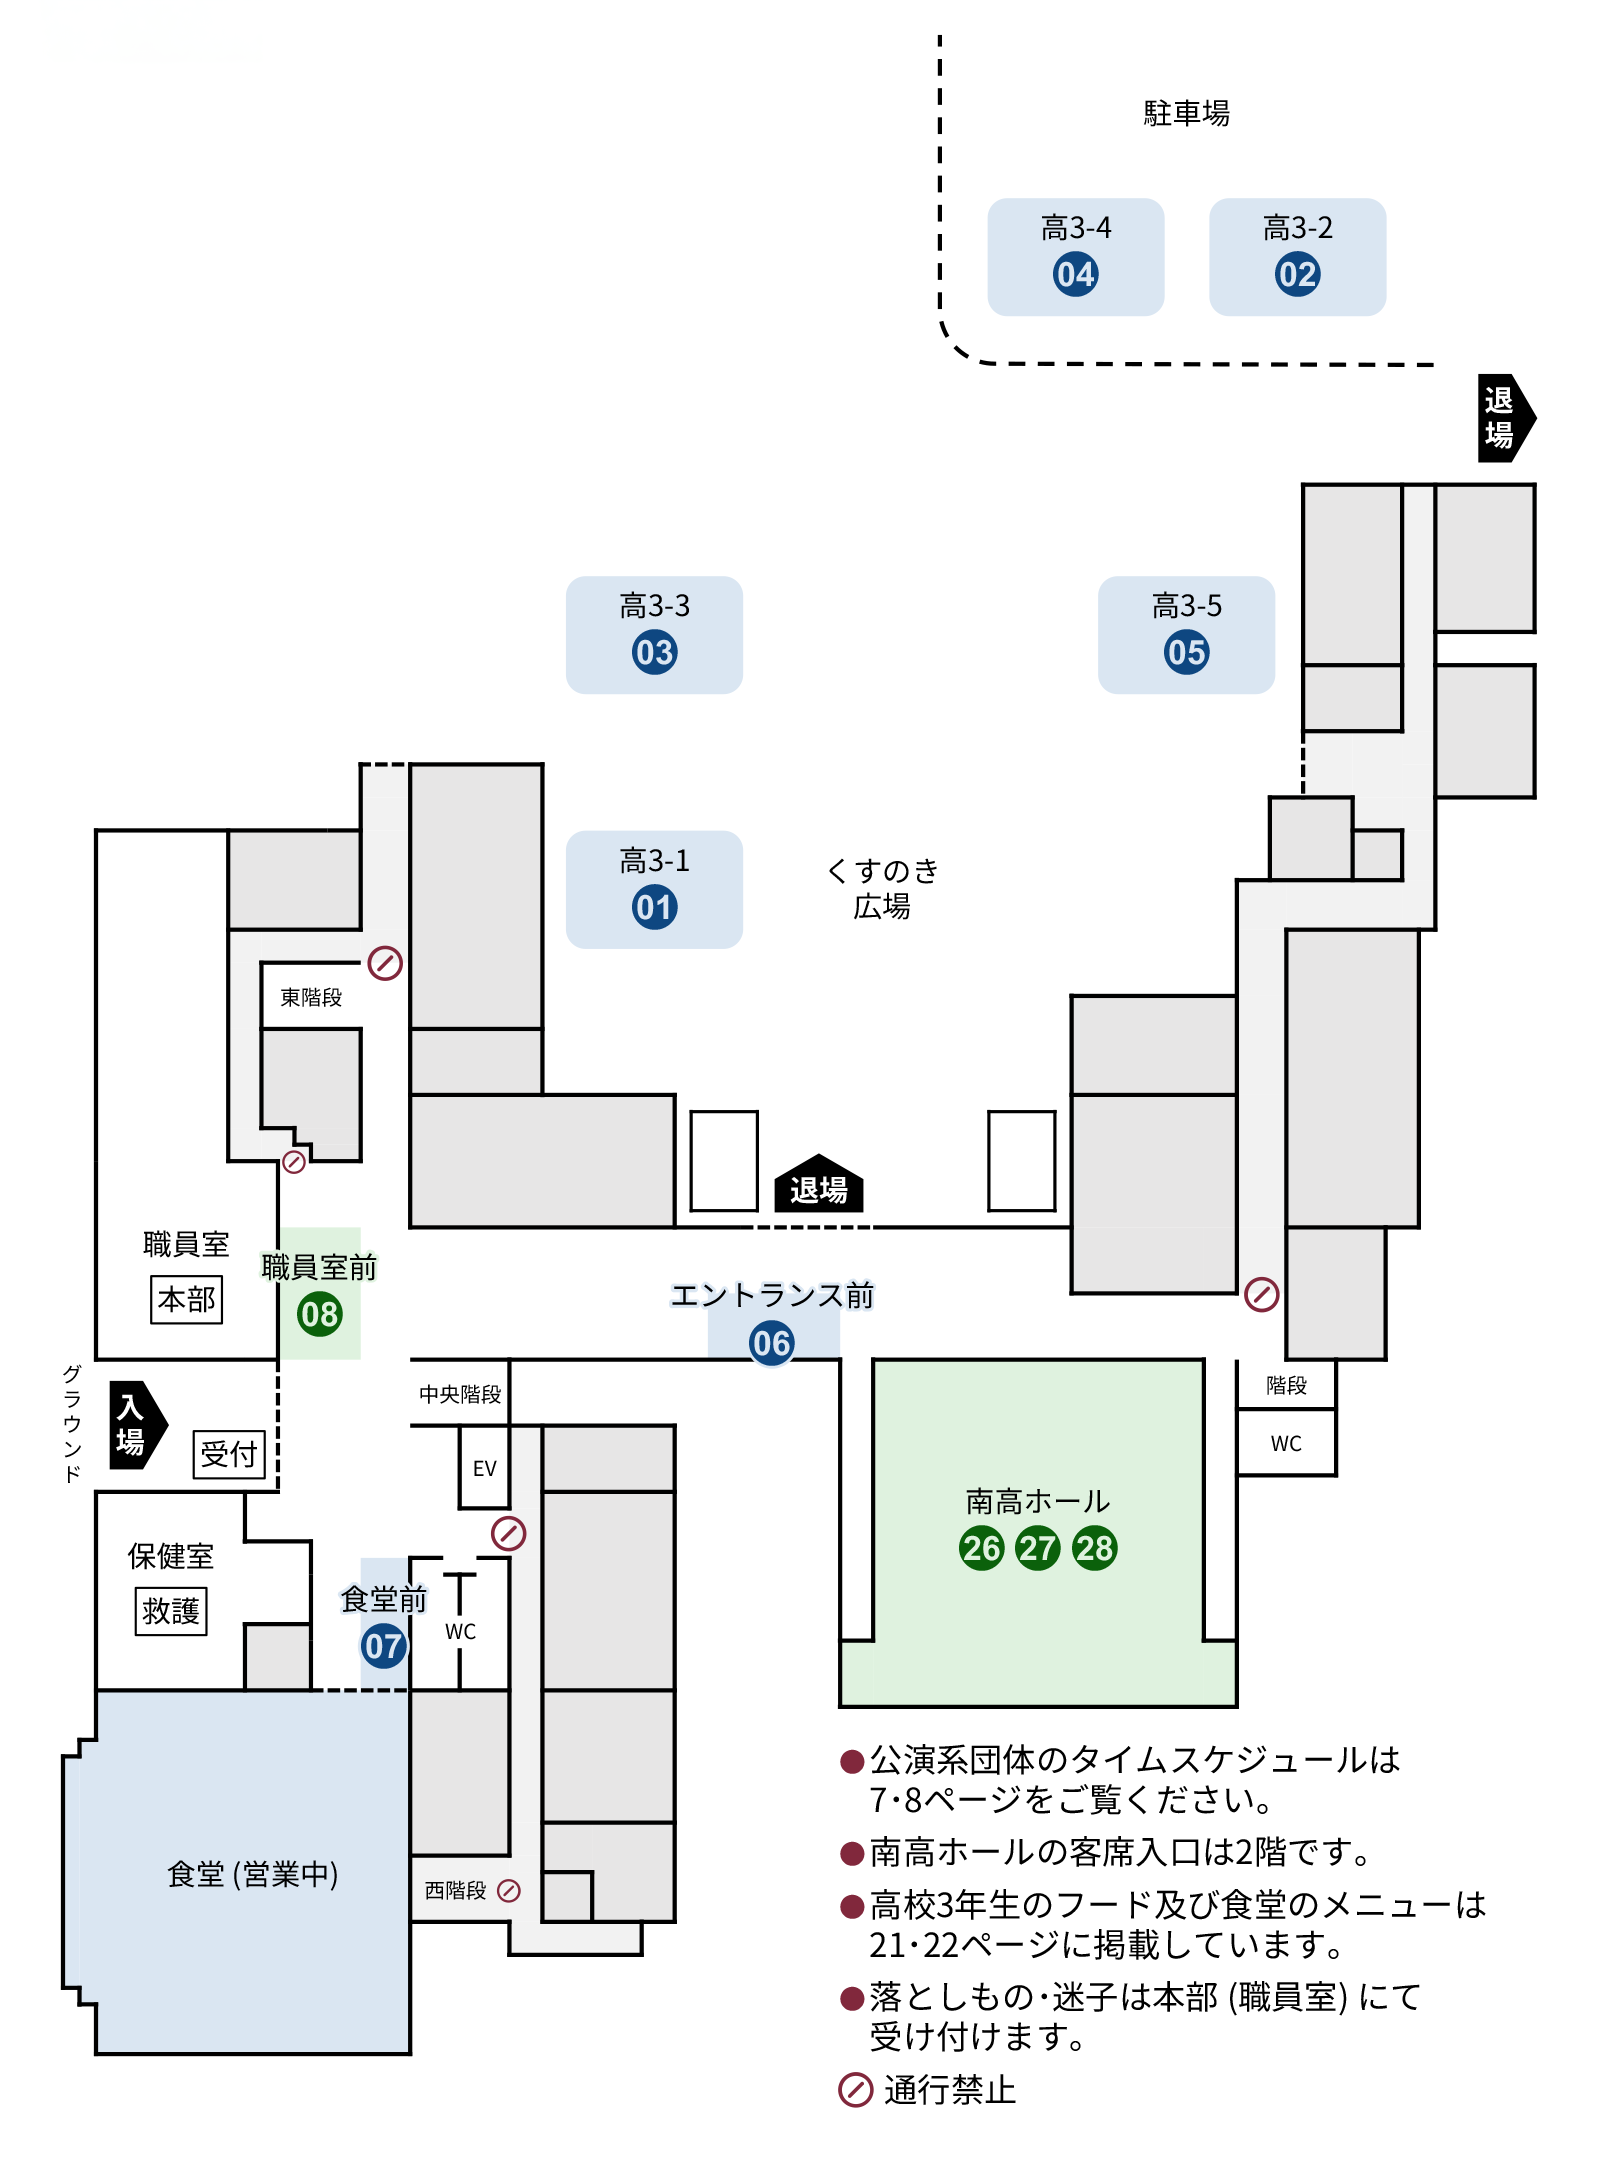 駐車場
高3-4
04
高3-2
02
退場
高3-3
03
高3-5
05
高3-1
01
くすのき
広場
東階段
退場
職員室
本部
職員室前
08
エントランス前
06
グラウンド
入場
受付
中央階段
EV
階段
WC
南高ホール
26 27 28
保健室
救護
食堂前
07
WC
食堂 (営業中)
西階段
●公演系団体のタイムスケジュールは
7･8ページをご覧ください。
●南高ホールの客席入口は2階です。
●高校3年生のフード及び食堂のメニューは
21･22ページに掲載しています。
●落としもの･迷子は本部 (職員室) にて
受け付けます。
通行禁止